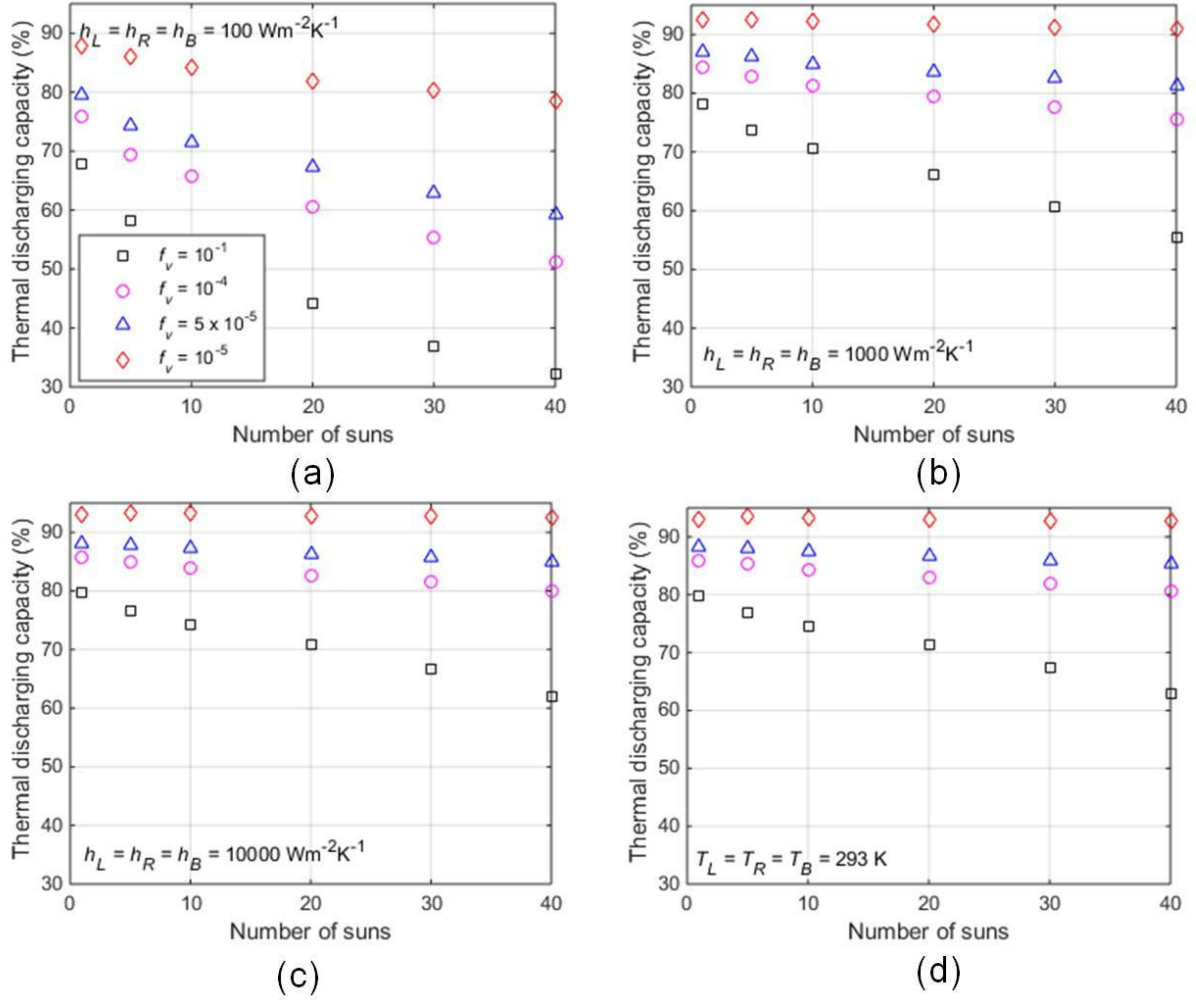 h_L = h_R = h_B = 100 Wm^-2K^-1
Thermal discharging capacity (%)
90
80
70
60
50
40
30
f_v = 10^-1
f_v = 10^-4
f_v = 5 x 10^-5
f_v = 10^-5
0 10 20 30 40
Number of suns
(a)
Thermal discharging capacity (%)
90
80
70
60
50
40
30
h_L = h_R = h_B = 1000 Wm^-2K^-1
0 10 20 30 40
Number of suns
(b)
Thermal discharging capacity (%)
90
80
70
60
50
40
30
h_L = h_R = h_B = 10000 Wm^-2K^-1
0 10 20 30 40
Number of suns
(c)
Thermal discharging capacity (%)
90
80
70
60
50
40
30
T_L = T_R = T_B = 293 K
0 10 20 30 40
Number of suns
(d)